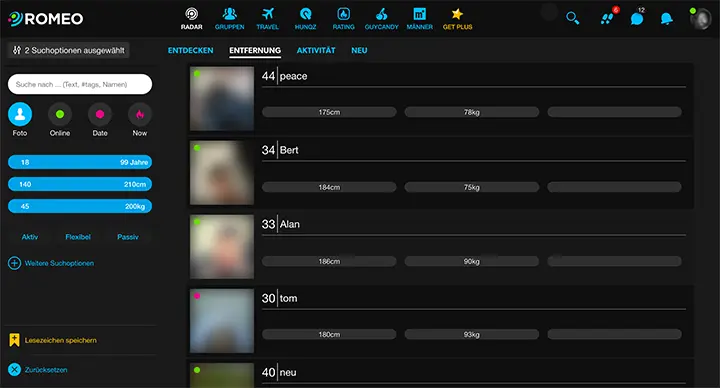 ROMEO
RADAR GRUPPEN TRAVEL HUNQZ RATING GUYCANDY MÄNNER GET PLUS
6 12
2 Suchoptionen ausgewählt
ENTDECKEN ENTFERNUNG AKTIVITÄT NEU
Suche nach ... (Text, #tags, Namen)
Foto Online Date Now
18 99 Jahre
140 210cm
45 200kg
Aktiv Flexibel Passiv
Weitere Suchoptionen
Lesezeichen speichern
Zurücksetzen
44 peace
175cm 78kg
34 Bert
184cm 75kg
33 Alan
186cm 90kg
30 tom
180cm 93kg
40 neu